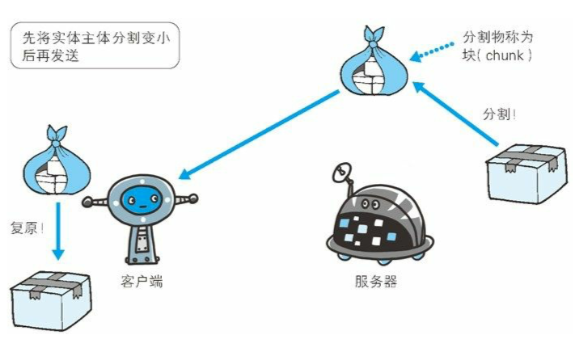 先将实体主体分割变小
后再发送
分割物称为
块( chunk )
分割!
复原!
客户端
服务器